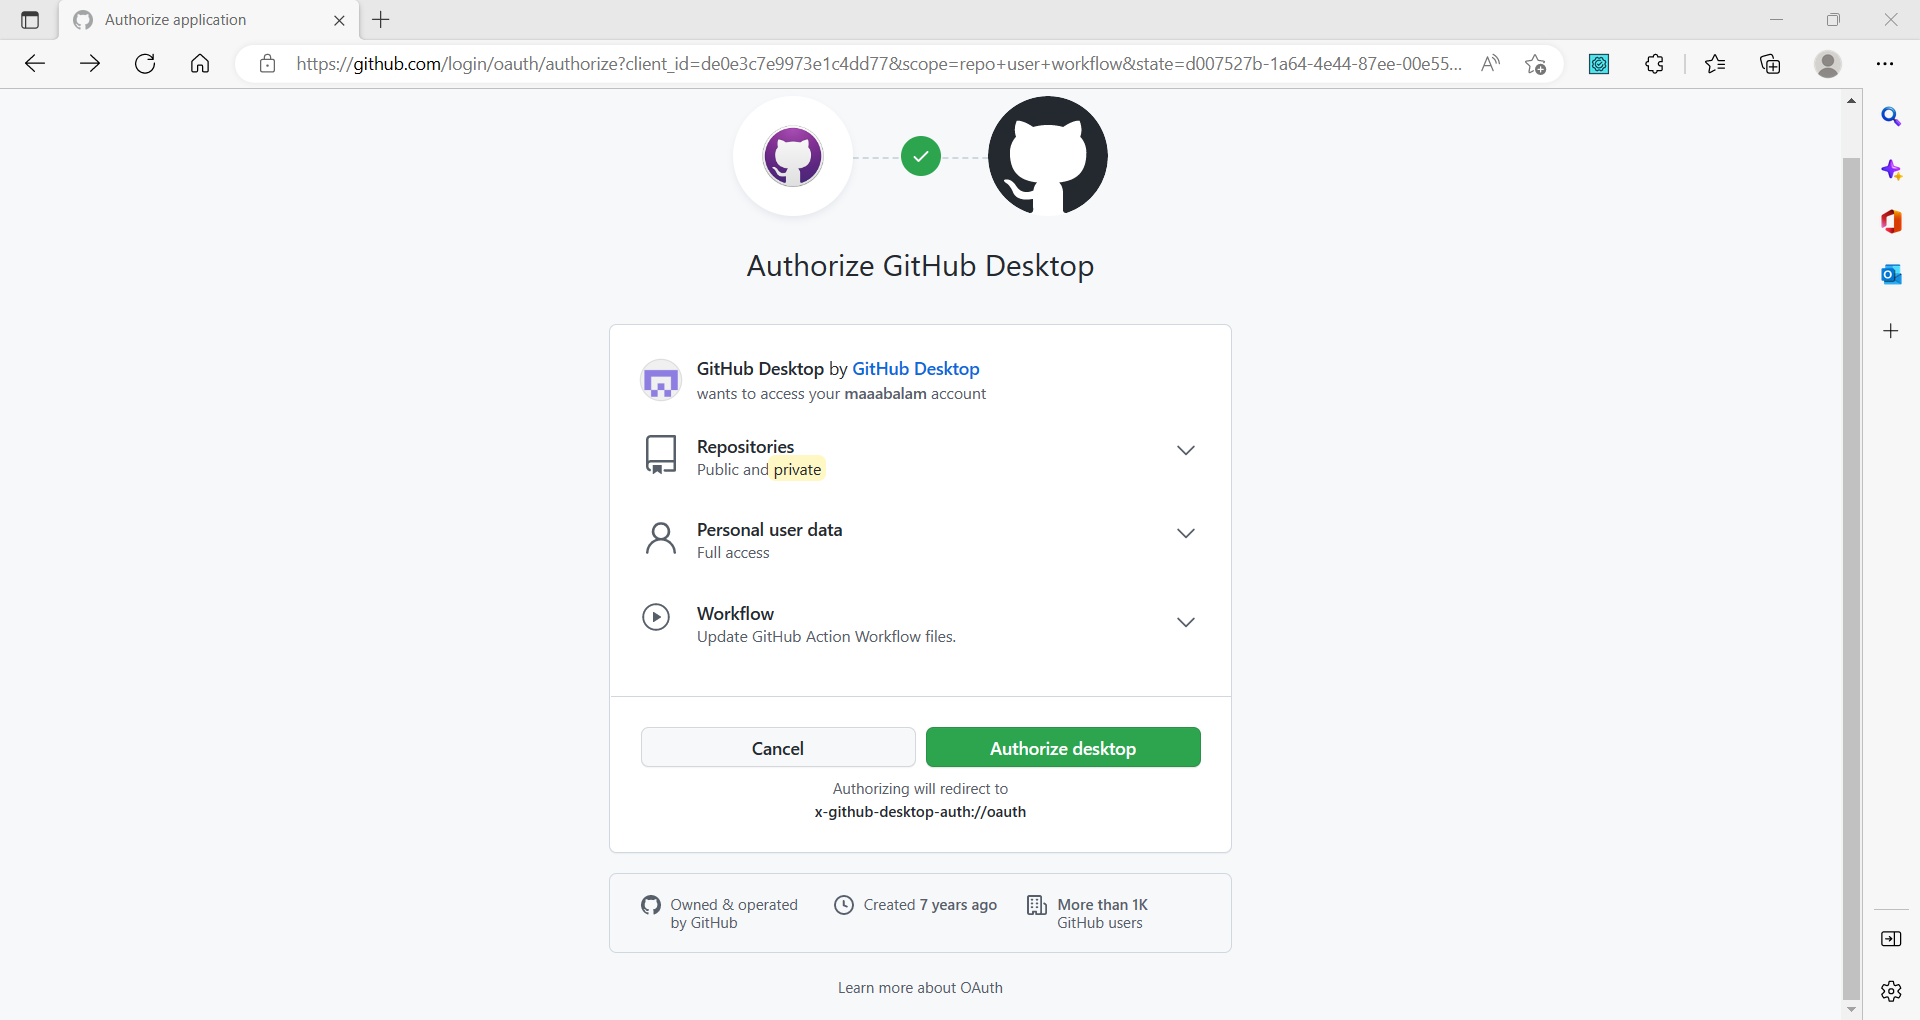 Authorize application
https://github.com/login/oauth/authorize?client_id=de0e3c7e9973e1c4dd77&scope=repo+user+workflow&state=d007527b-1a64-4e44-87ee-00e55...
Authorize GitHub Desktop
GitHub Desktop by GitHub Desktop
wants to access your maaabalam account
Repositories
Public and private
Personal user data
Full access
Workflow
Update GitHub Action Workflow files.
Cancel
Authorize desktop
Authorizing will redirect to
x-github-desktop-auth://oauth
Owned & operated
by GitHub
Created 7 years ago
More than 1K
GitHub users
Learn more about OAuth